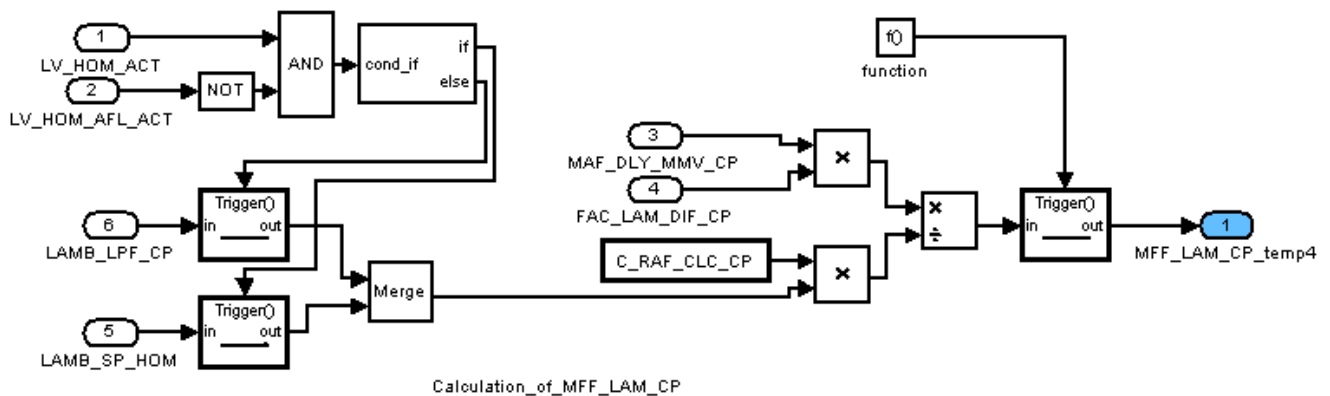 1
LV_HOM_ACT
2
LV_HOM_AFL_ACT
NOT
AND
cond_if
if
else
f()
function
3
MAF_DLY_MMV_CP
4
FAC_LAM_DIF_CP
×
C_RAF_CLC_CP
×
×
÷
Trigger()
in
out
1
MFF_LAM_CP_temp4
6
LAMB_LPF_CP
Trigger()
in
out
Merge
5
LAMB_SP_HOM
Trigger()
in
out
Calculation_of_MFF_LAM_CP